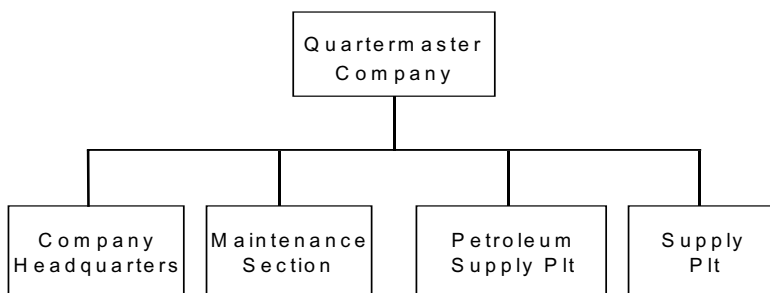 Quartermaster
Company
Company
Headquarters
Maintenance
Section
Petroleum
Supply Plt
Supply
Plt